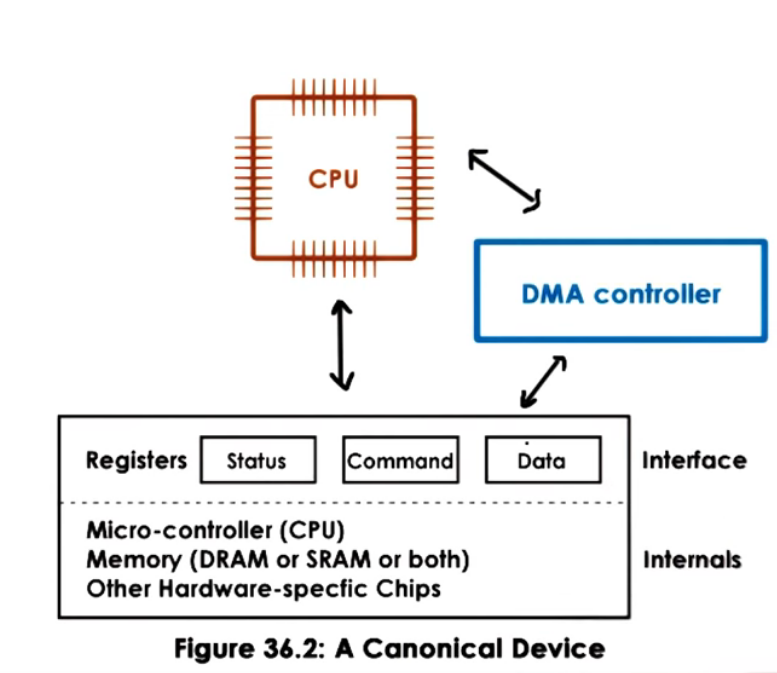 CPU
DMA controller
Registers Status Command Data Interface
Micro-controller (CPU)
Memory (DRAM or SRAM or both)
Internals
Other Hardware-specfic Chips
Figure 36.2: A Canonical Device